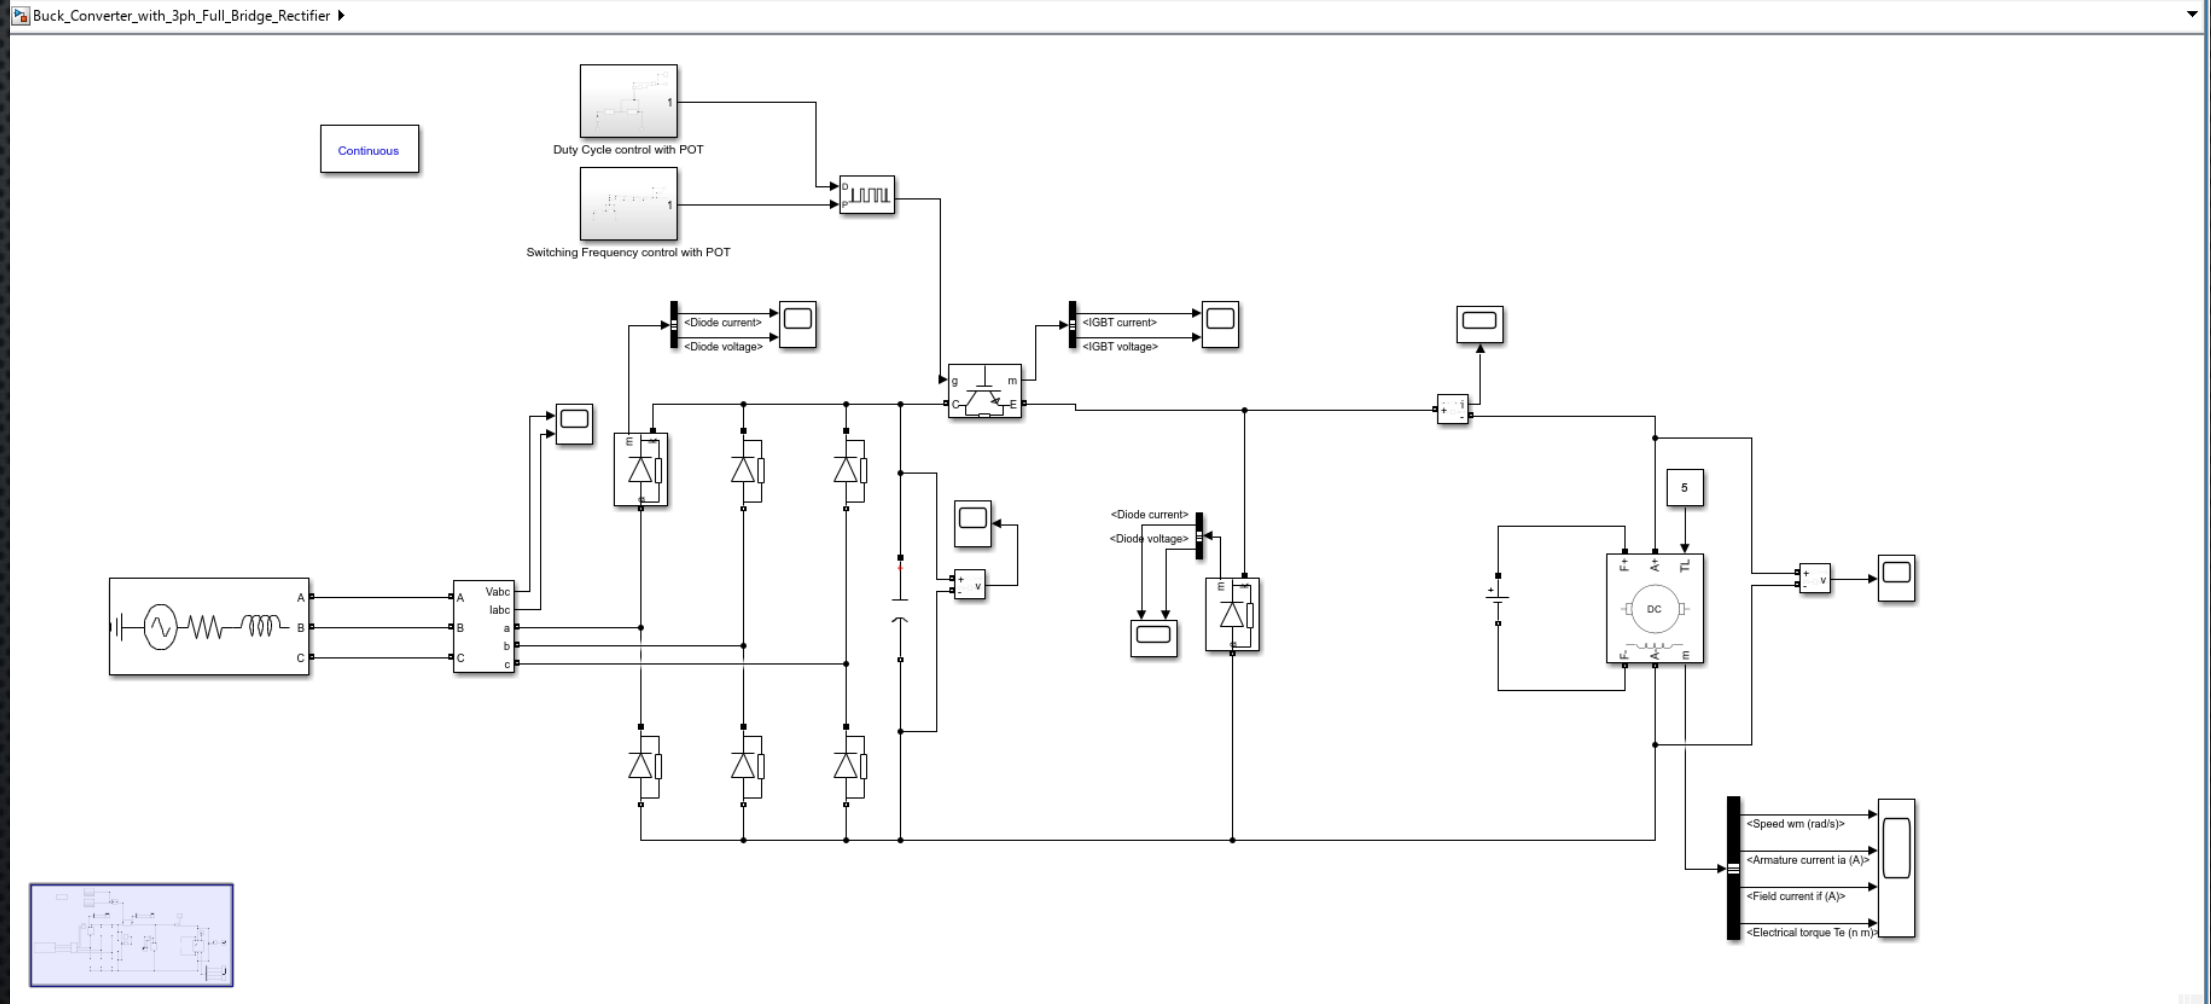 Buck_Converter_with_3ph_Full_Bridge_Rectifier
Continuous
1
Duty Cycle control with POT
1
Switching Frequency control with POT
D
P
<Diode current>
<Diode voltage>
<IGBT current>
<IGBT voltage>
g
m
C
E
i
+
-
m
5
<Diode current>
<Diode voltage>
+
-
v
m
A
B
C
Vabc
Iabc
A
B
C
a
b
c
+
F+
A+
TL
DC
F-
A-
m
+
-
v
<Speed wm (rad/s)>
<Armature current ia (A)>
<Field current if (A)>
<Electrical torque Te (n m)>